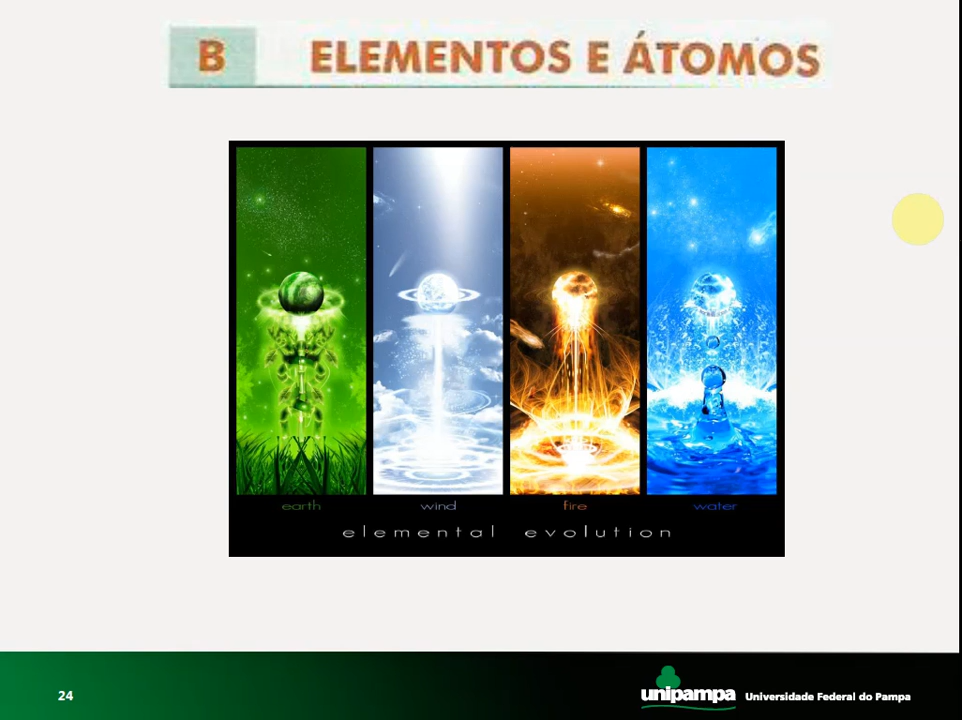 B ELEMENTOS E ÁTOMOS
earth wind fire water
elemental evolution
24
unipampa Universidade Federal do Pampa